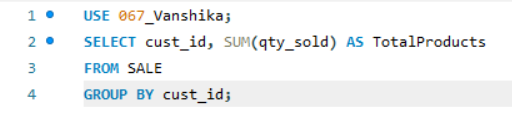 1 USE 067_Vanshika;
2 SELECT cust_id, SUM(qty_sold) AS TotalProducts
3 FROM SALE
4 GROUP BY cust_id;